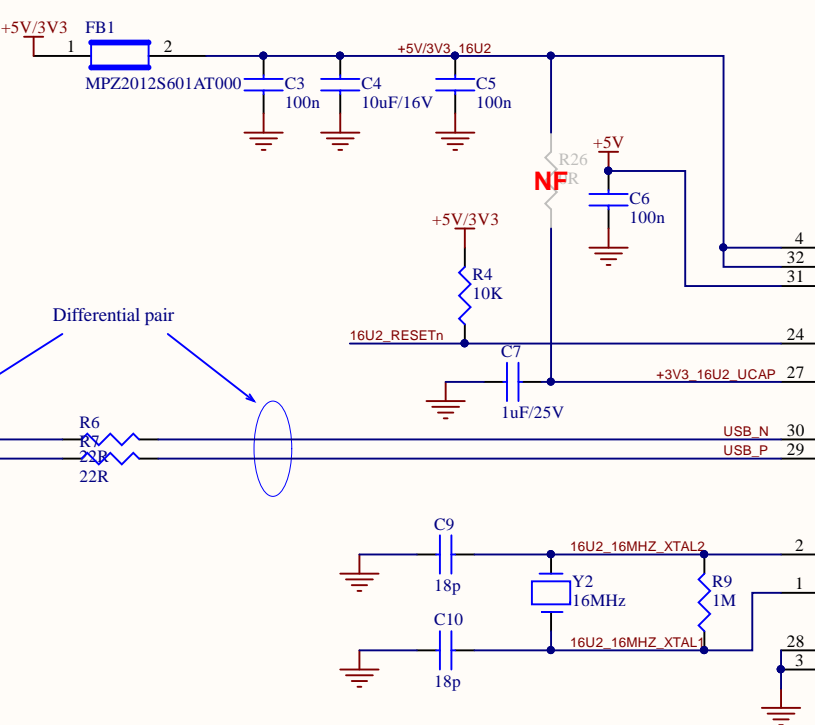 +5V/3V3
FB1
1
2
MPZ2012S601AT000
+5V/3V3_16U2
C3
100n
C4
10uF/16V
C5
100n
R26
NF
+5V
C6
100n
4
32
31
+5V/3V3
R4
10K
Differential pair
16U2_RESETn
24
C7
1uF/25V
+3V3_16U2_UCAP
27
R6
R7
22R
22R
USB_N
30
USB_P
29
C9
18p
16U2_16MHZ_XTAL2
2
Y2
16MHz
R9
1M
1
C10
18p
16U2_16MHZ_XTAL1
28
3